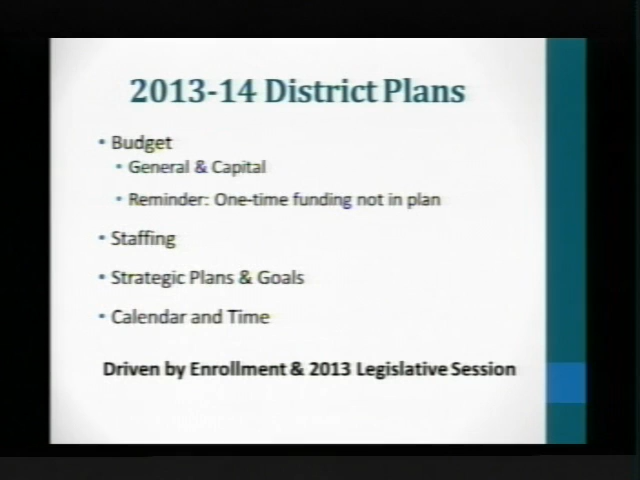 2013-14 District Plans
• Budget
• General & Capital
• Reminder: One-time funding not in plan
• Staffing
• Strategic Plans & Goals
• Calendar and Time
Driven by Enrollment & 2013 Legislative Session